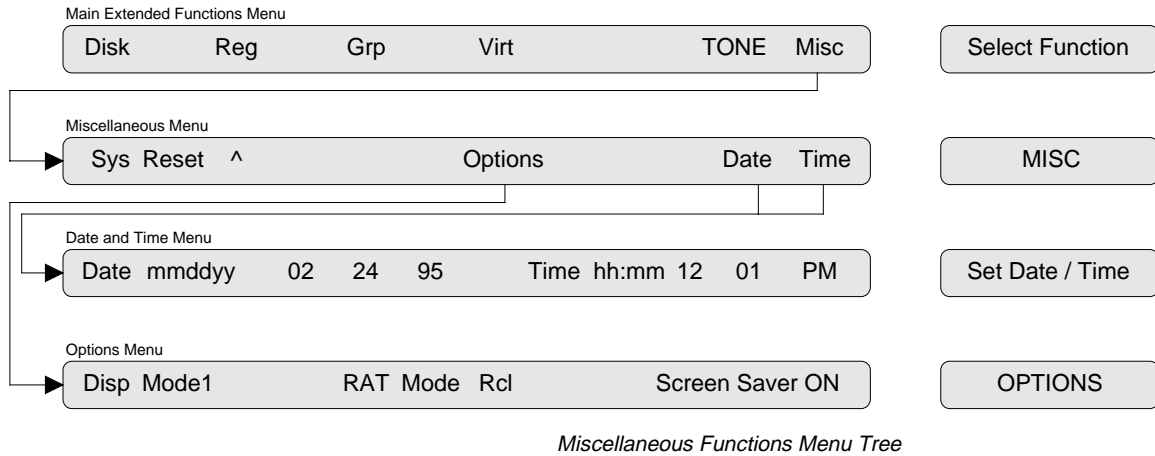 Main Extended Functions Menu
Disk Reg Grp Virt TONE Misc Select Function
Miscellaneous Menu
Sys Reset ^ Options Date Time MISC
Date and Time Menu
Date mmddyy 02 24 95 Time hh:mm 12 01 PM Set Date / Time
Options Menu
Disp Mode1 RAT Mode Rcl Screen Saver ON OPTIONS
Miscellaneous Functions Menu Tree